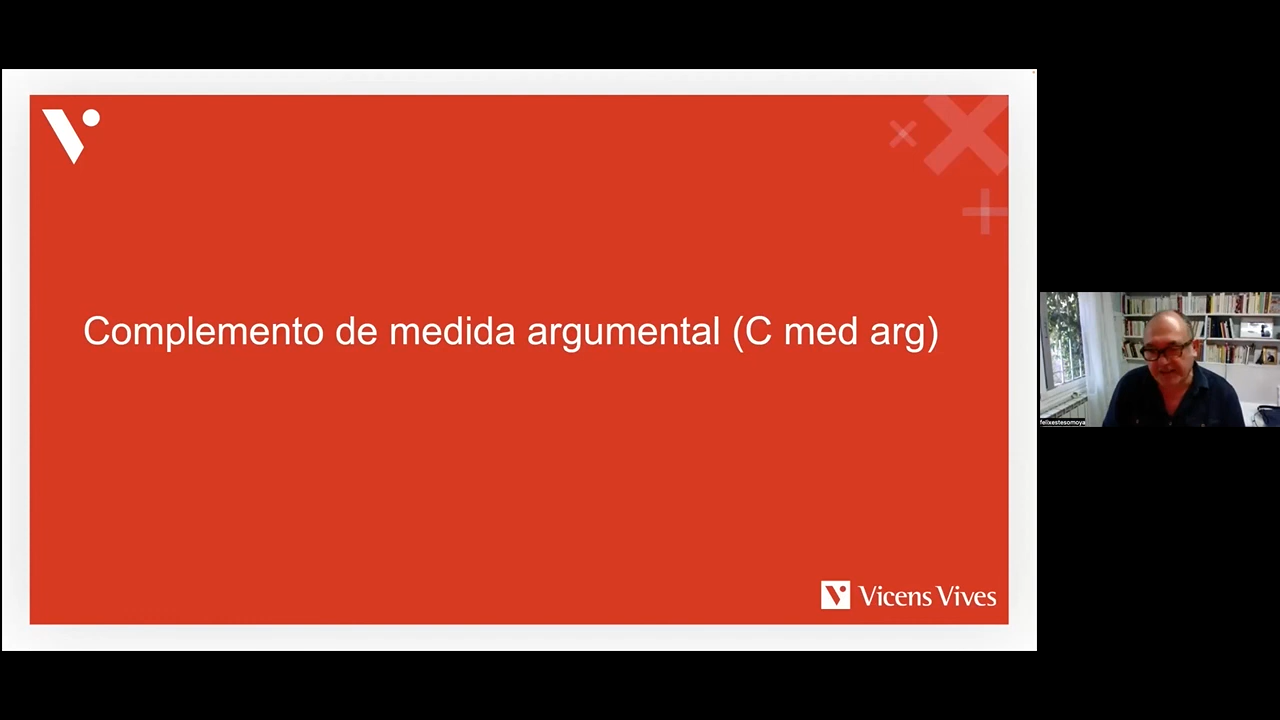 Complemento de medida argumental (C med arg)
Vicens Vives
felixestesomoya